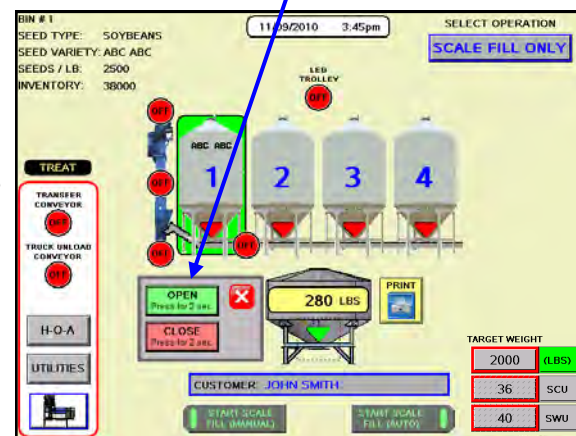 BIN # 1
SEED TYPE: SOYBEANS
SEED VARIETY: ABC ABC
SEEDS / LB: 2500
INVENTORY: 38000
11/09/2010 3:45pm
SELECT OPERATION
SCALE FILL ONLY
LED
TROLLEY
OFF
OFF
ABC ABC
1 2 3 4
OFF
OFF
OFF
TREAT
TRANSFER
CONVEYOR
OFF
TRUCK UNLOAD
CONVEYOR
OFF
H-O-A
UTILITIES
OPEN
Press for 2 sec.
CLOSE
Press for 2 sec.
X
280 LBS
PRINT
CUSTOMER: JOHN SMITH
START SCALE
FILL (MANUAL)
START SCALE
FILL (AUTO)
TARGET WEIGHT
2000 (LBS)
36 SCU
40 SWU